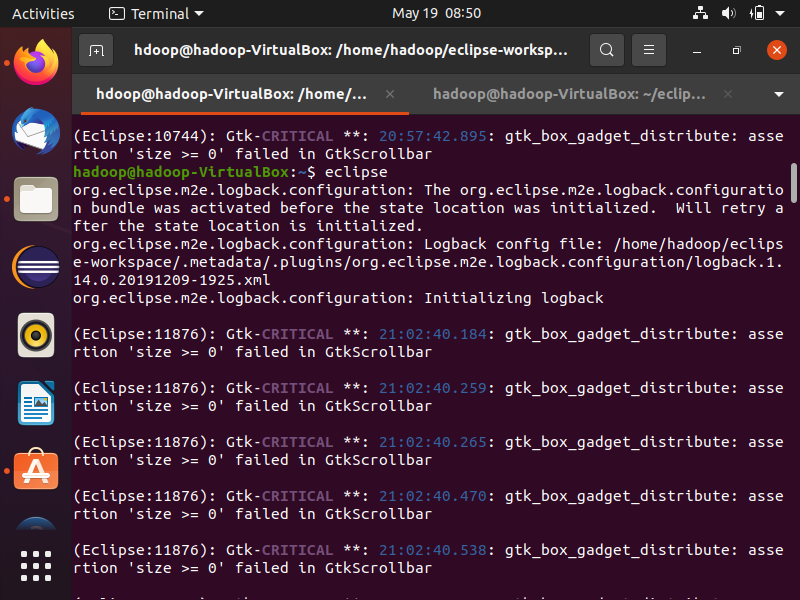 Activities
Terminal
May 19 08:50
hdoop@hadoop-VirtualBox: /home/hadoop/eclipse-worksp...
hdoop@hadoop-VirtualBox: /home/...
hadoop@hadoop-VirtualBox: ~/eclip...
(Eclipse:10744): Gtk-CRITICAL **: 20:57:42.895: gtk_box_gadget_distribute: asse
rtion 'size >= 0' failed in GtkScrollbar
hadoop@hadoop-VirtualBox:~$ eclipse
org.eclipse.m2e.logback.configuration: The org.eclipse.m2e.logback.configuratio
n bundle was activated before the state location was initialized.  Will retry a
fter the state location is initialized.
org.eclipse.m2e.logback.configuration: Logback config file: /home/hadoop/eclips
e-workspace/.metadata/.plugins/org.eclipse.m2e.logback.configuration/logback.1.
14.0.20191209-1925.xml
org.eclipse.m2e.logback.configuration: Initializing logback
(Eclipse:11876): Gtk-CRITICAL **: 21:02:40.184: gtk_box_gadget_distribute: asse
rtion 'size >= 0' failed in GtkScrollbar
(Eclipse:11876): Gtk-CRITICAL **: 21:02:40.259: gtk_box_gadget_distribute: asse
rtion 'size >= 0' failed in GtkScrollbar
(Eclipse:11876): Gtk-CRITICAL **: 21:02:40.265: gtk_box_gadget_distribute: asse
rtion 'size >= 0' failed in GtkScrollbar
(Eclipse:11876): Gtk-CRITICAL **: 21:02:40.470: gtk_box_gadget_distribute: asse
rtion 'size >= 0' failed in GtkScrollbar
(Eclipse:11876): Gtk-CRITICAL **: 21:02:40.538: gtk_box_gadget_distribute: asse
rtion 'size >= 0' failed in GtkScrollbar